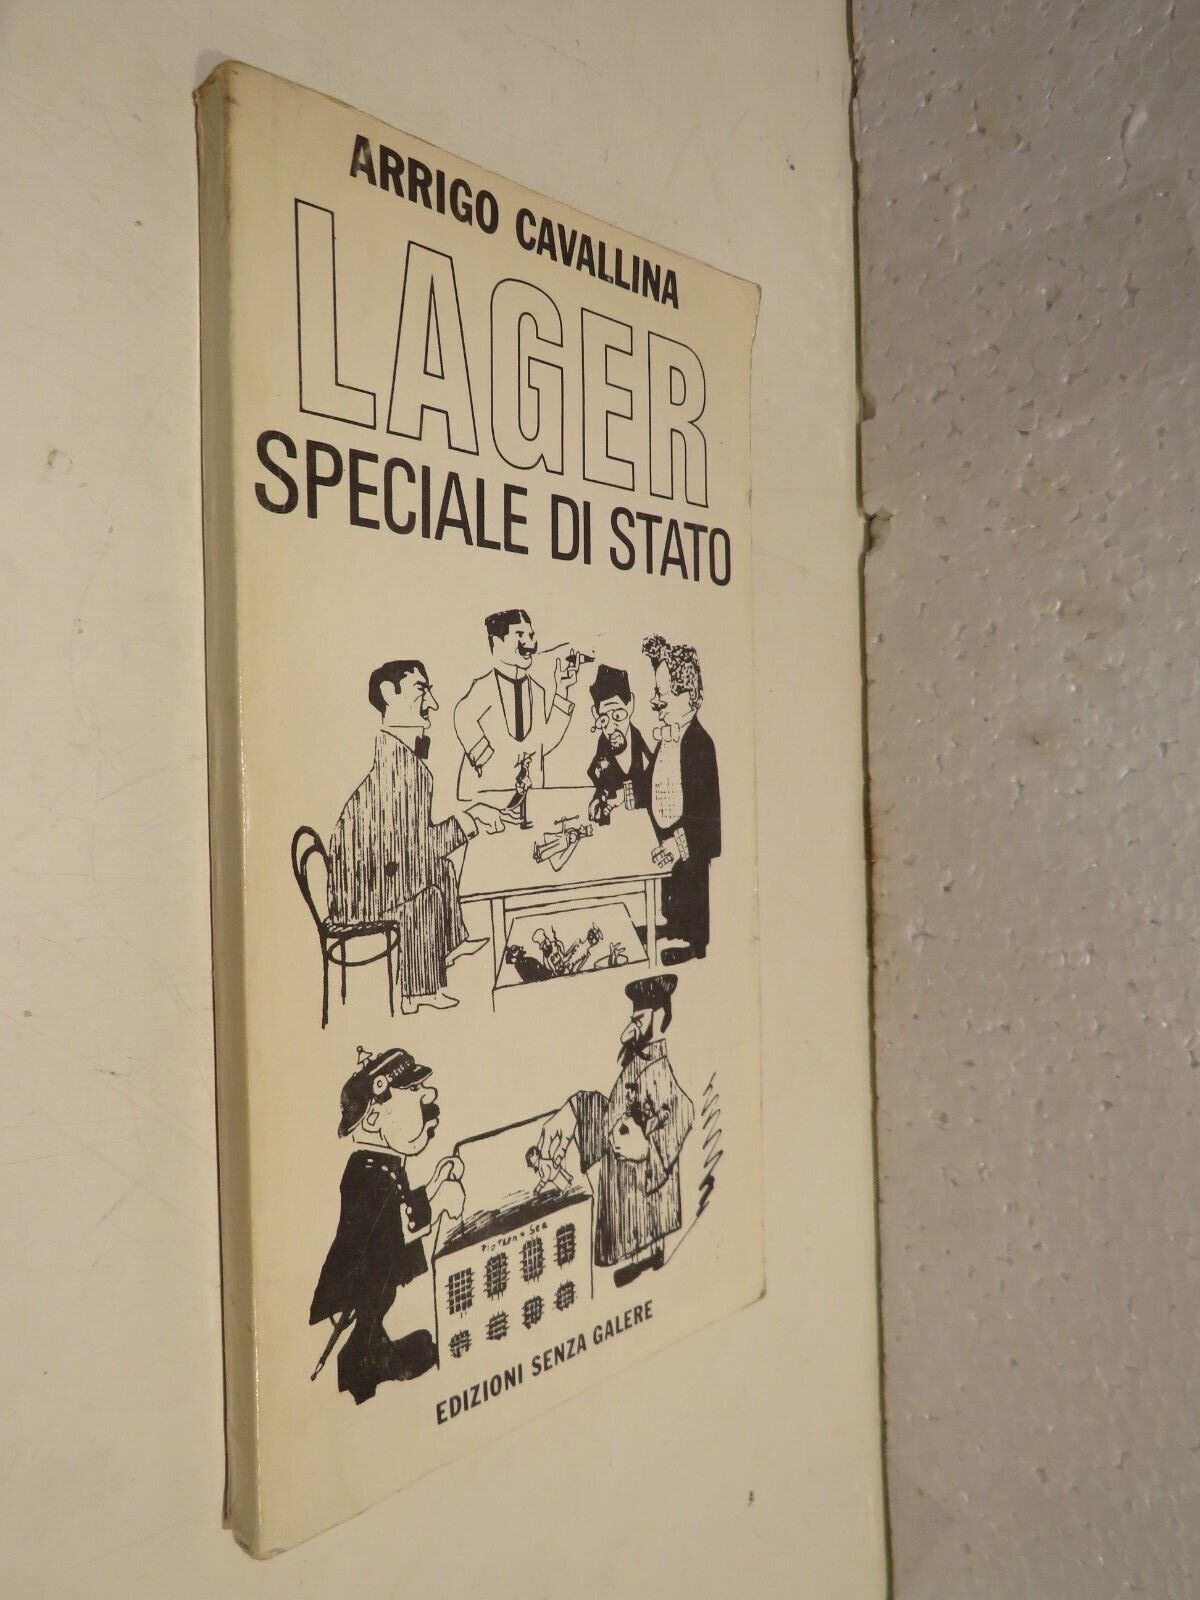 ARRIGO CAVALLINA
LAGER
SPECIALE DI STATO
EDIZIONI SENZA GALERE